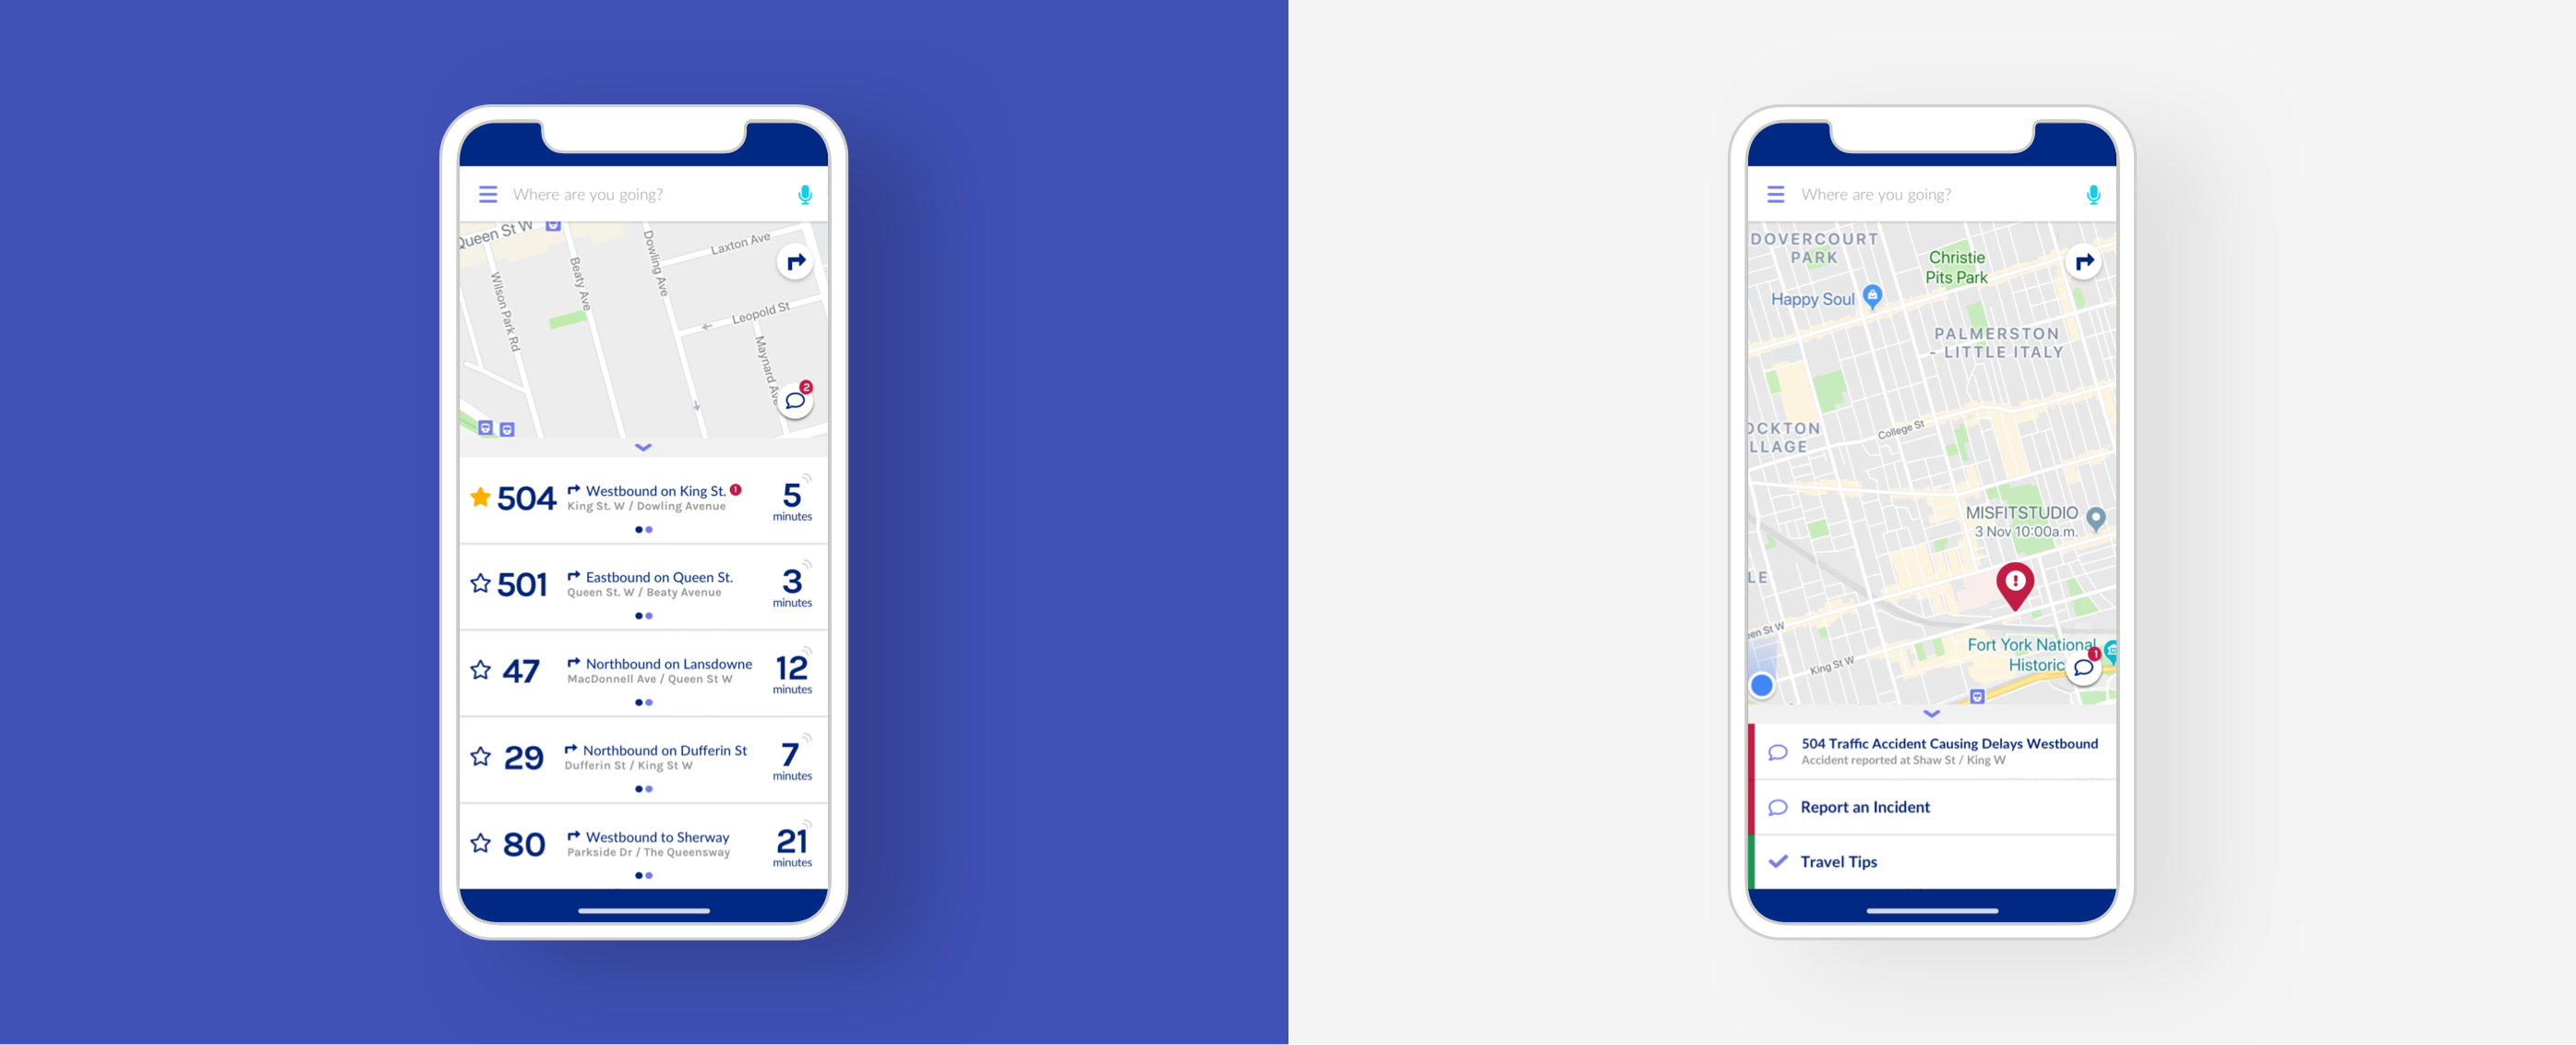 Where are you going?
Queen St W
Wilson Park Rd
Beaty Ave
Dowling Ave
Laxton Ave
Leopold St
Maynard Ave
2
504
Westbound on King St. 1
King St. W / Dowling Avenue
5
minutes
501
Eastbound on Queen St.
Queen St. W / Beaty Avenue
3
minutes
47
Northbound on Lansdowne
MacDonnell Ave / Queen St W
12
minutes
29
Northbound on Dufferin St
Dufferin St / King St W
7
minutes
80
Westbound to Sherway
Parkside Dr / The Queensway
21
minutes
Where are you going?
DOVERCOURT
PARK
Christie
Pits Park
Happy Soul
PALMERSTON
- LITTLE ITALY
OCKTON
LLAGE
College St
MISFITSTUDIO
3 Nov 10:00a.m.
LE
!
en St W
King St W
Fort York National
Historic
1
504 Traffic Accident Causing Delays Westbound
Accident reported at Shaw St / King W
Report an Incident
Travel Tips